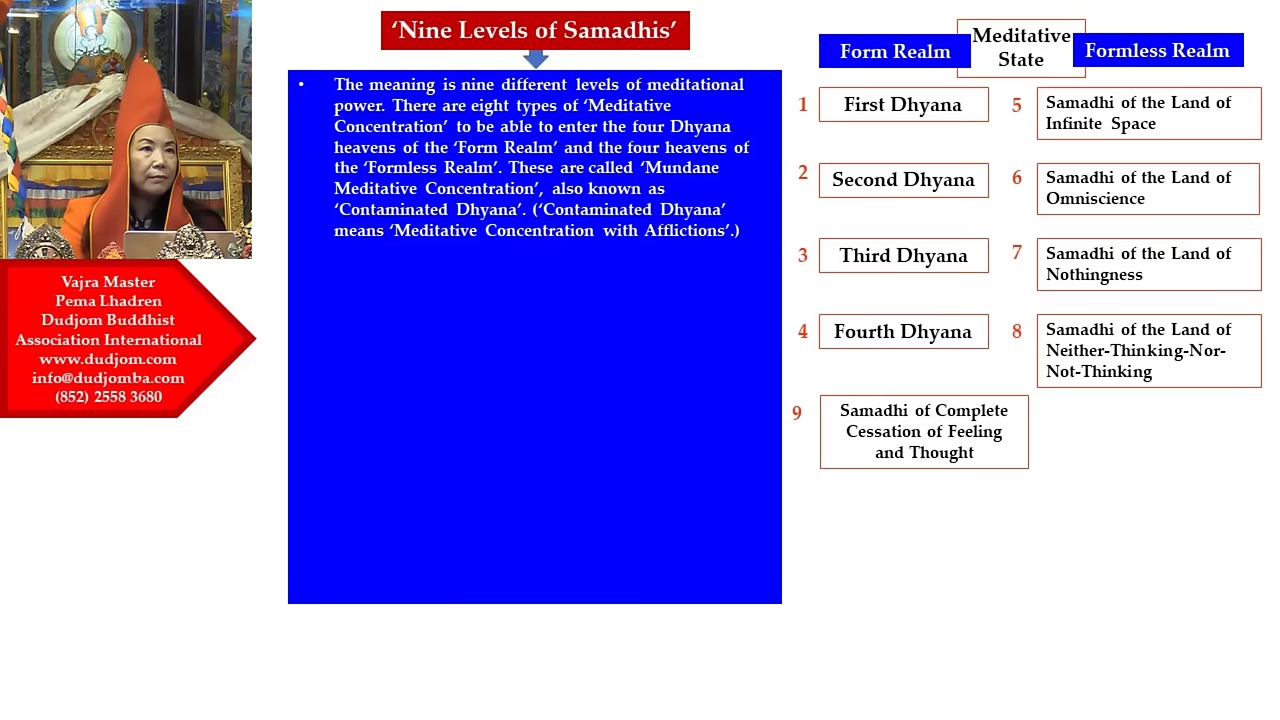 ‘Nine Levels of Samadhis’
• The meaning is nine different levels of meditational
power. There are eight types of ‘Meditative
Concentration’ to be able to enter the four Dhyana
heavens of the ‘Form Realm’ and the four heavens of
the ‘Formless Realm’. These are called ‘Mundane
Meditative Concentration’, also known as
‘Contaminated Dhyana’. (‘Contaminated Dhyana’
means ‘Meditative Concentration with Afflictions’.)
Vajra Master
Pema Lhadren
Dudjom Buddhist
Association International
www.dudjom.com
info@dudjomba.com
(852) 2558 3680
Form Realm
Meditative
State
Formless Realm
1 First Dhyana
2 Second Dhyana
3 Third Dhyana
4 Fourth Dhyana
5 Samadhi of the Land of
Infinite Space
6 Samadhi of the Land of
Omniscience
7 Samadhi of the Land of
Nothingness
8 Samadhi of the Land of
Neither-Thinking-Nor-
Not-Thinking
9 Samadhi of Complete
Cessation of Feeling
and Thought